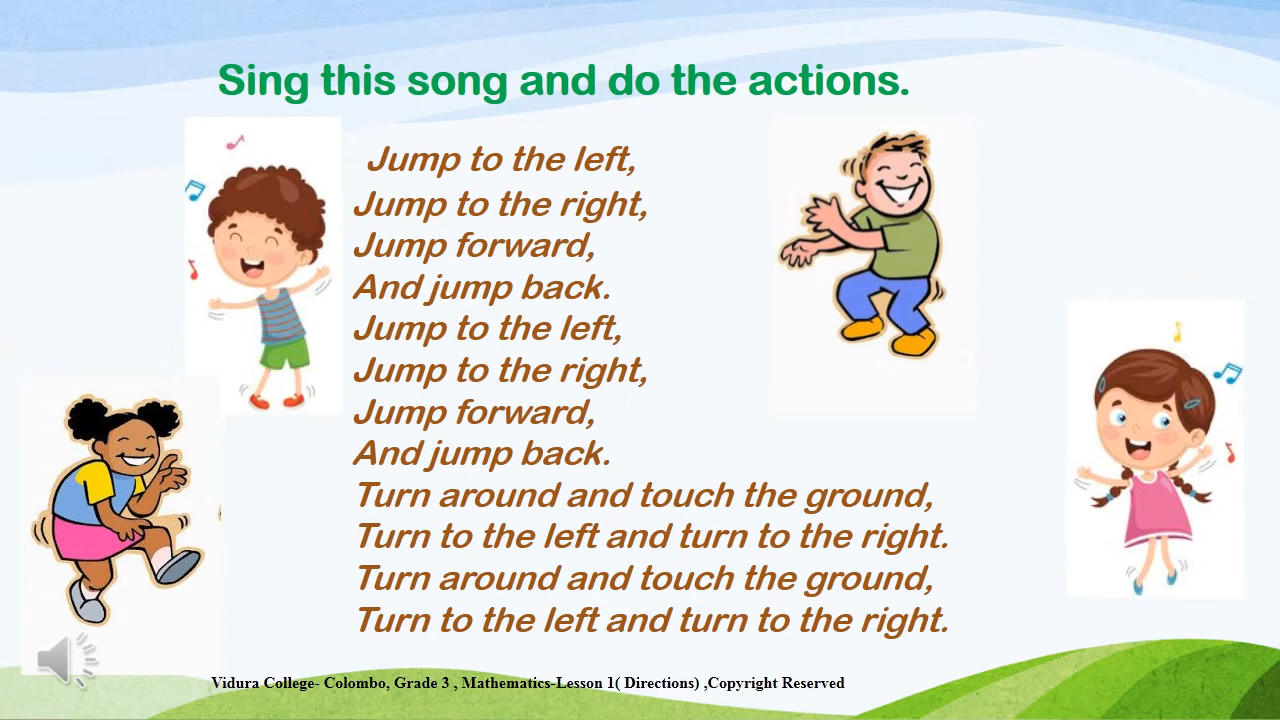 Sing this song and do the actions.
Jump to the left,
Jump to the right,
Jump forward,
And jump back.
Jump to the left,
Jump to the right,
Jump forward,
And jump back.
Turn around and touch the ground,
Turn to the left and turn to the right.
Turn around and touch the ground,
Turn to the left and turn to the right.
Vidura College- Colombo, Grade 3 , Mathematics-Lesson 1( Directions) ,Copyright Reserved